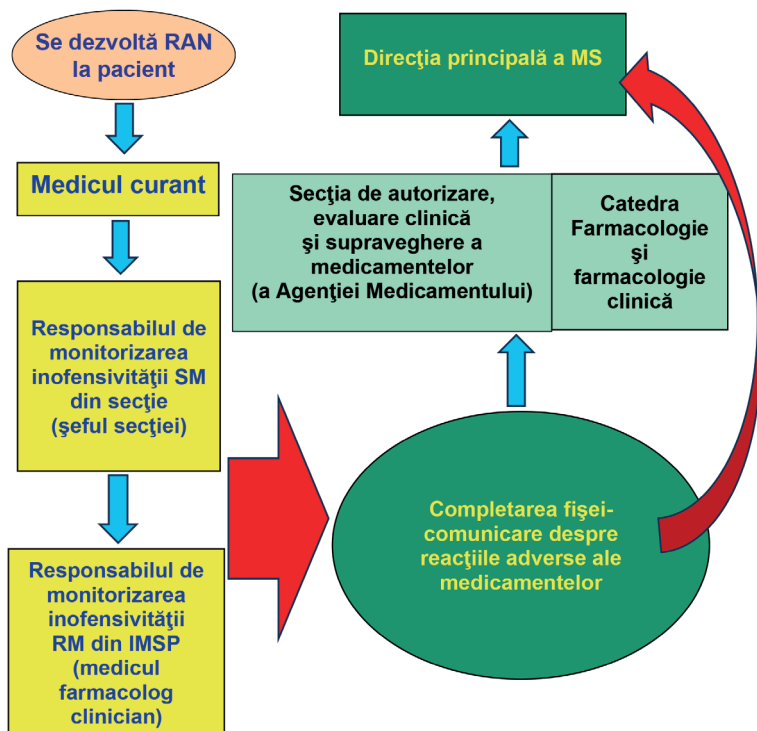 Se dezvoltă RAN
la pacient
Medicul curant
Responsabilul de
monitorizarea
inofensivităţii SM
din secţie
(şeful secţiei)
Responsabilul de
monitorizarea
inofensivităţii
RM din IMSP
(medicul
farmacolog
clinician)
Direcţia principală a MS
Secţia de autorizare,
evaluare clinică
şi supraveghere a
medicamentelor
(a Agenţiei Medicamentului)
Catedra
Farmacologie
şi
farmacologie
clinică
Completarea fişei-
comunicare despre
reacţiile adverse ale
medicamentelor